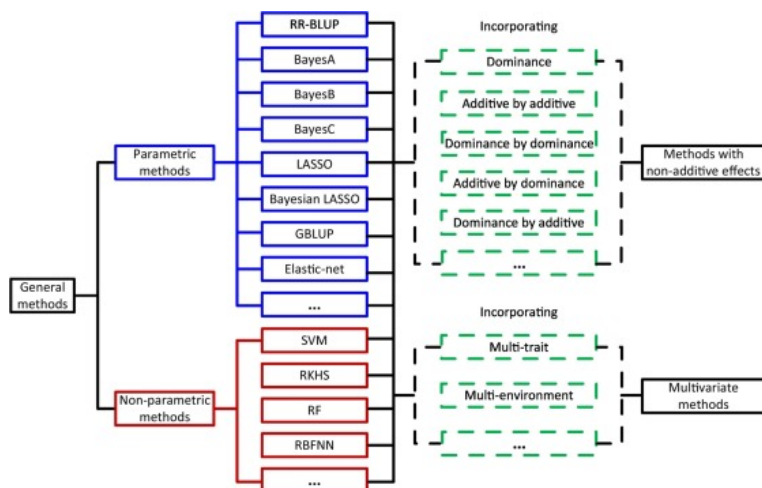 General
methods
Parametric
methods
Non-parametric
methods
RR-BLUP
BayesA
BayesB
BayesC
LASSO
Bayesian LASSO
GBLUP
Elastic-net
...
SVM
RKHS
RF
RBFNN
...
Incorporating
Dominance
Additive by additive
Dominance by dominance
Additive by dominance
Dominance by additive
...
Incorporating
Multi-trait
Multi-environment
...
Methods with
non-additive effects
Multivariate
methods